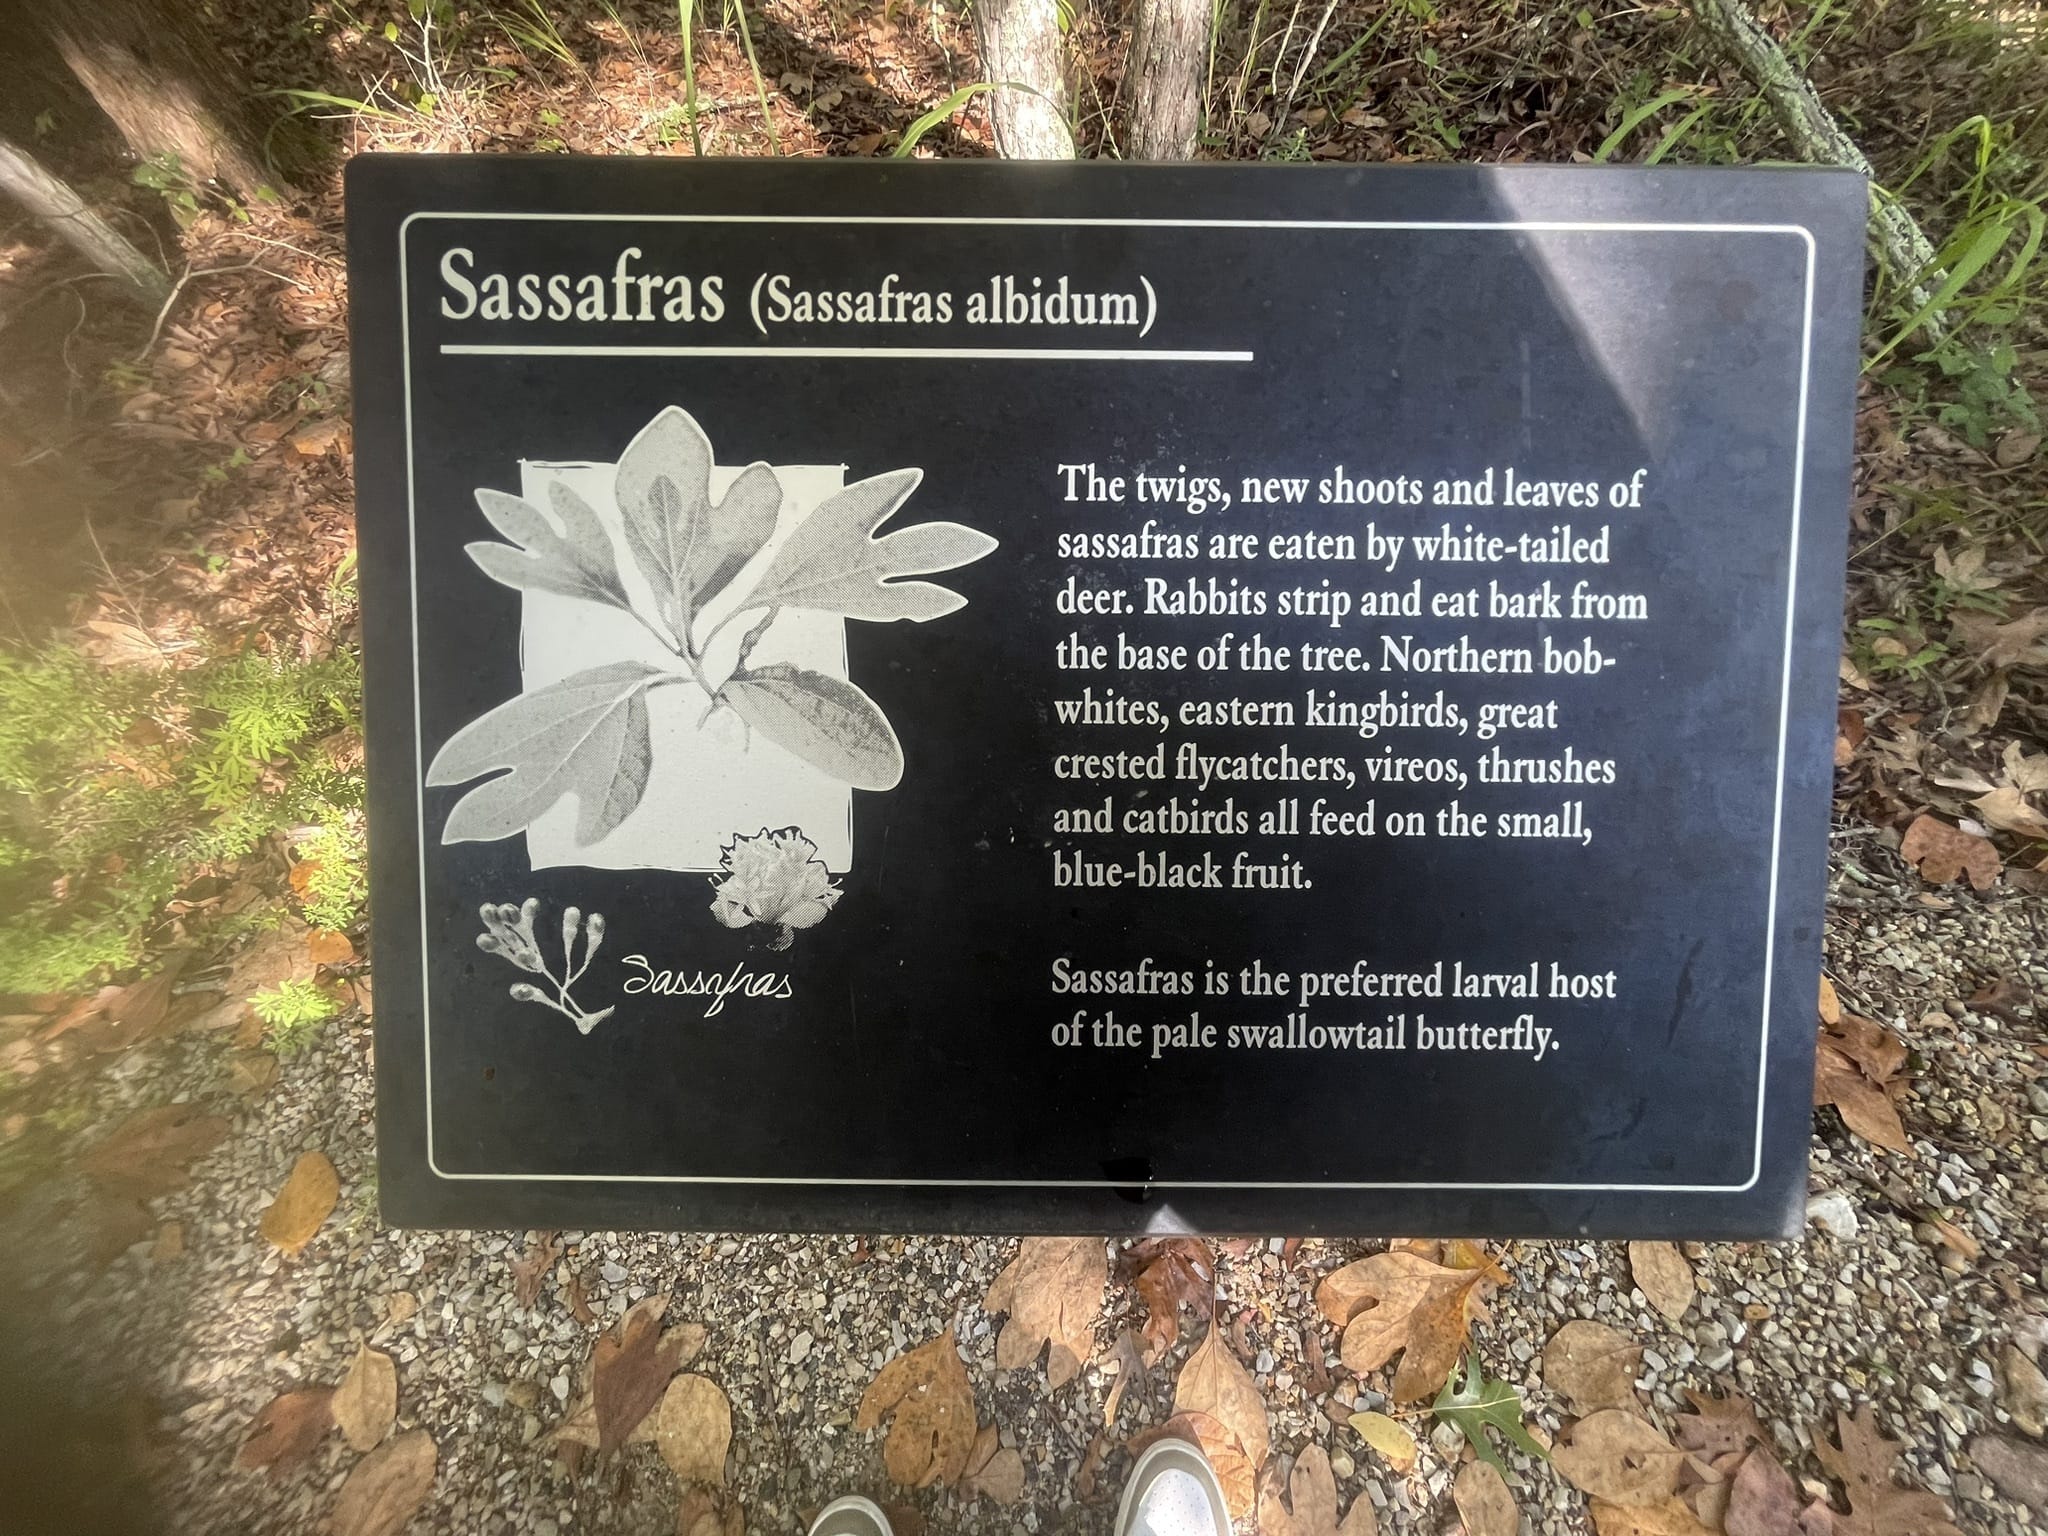 Sassafras (Sassafras albidum)
The twigs, new shoots and leaves of
sassafras are eaten by white-tailed
deer. Rabbits strip and eat bark from
the base of the tree. Northern bob-
whites, eastern kingbirds, great
crested flycatchers, vireos, thrushes
and catbirds all feed on the small,
blue-black fruit.
Sassafras is the preferred larval host
of the pale swallowtail butterfly.
Sassafras